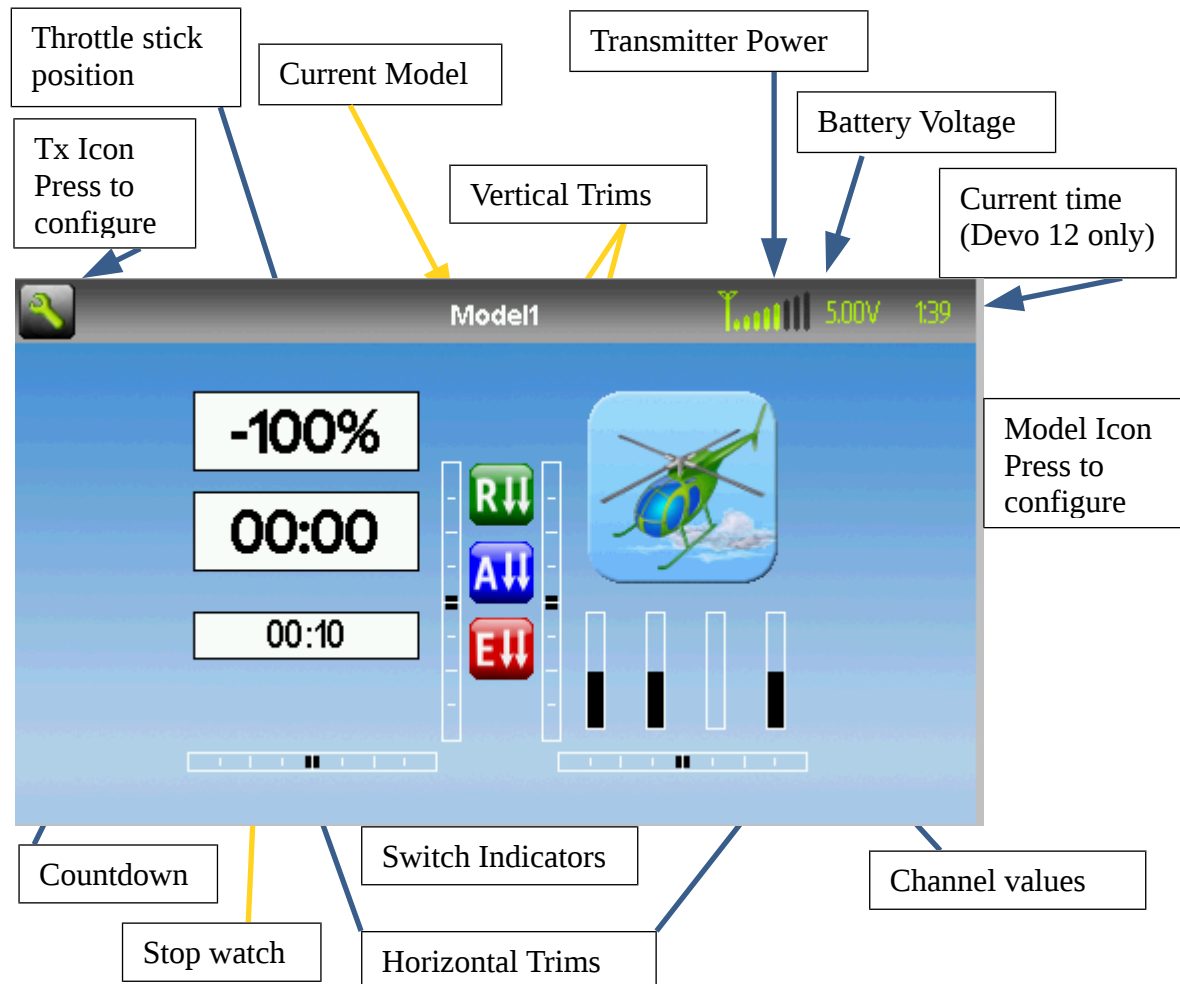 Throttle stick
position
Current Model
Transmitter Power
Battery Voltage
Tx Icon
Press to
configure
Vertical Trims
Current time
(Devo 12 only)
Model1
5.00V
1:39
-100%
00:00
00:10
R
A
E
Model Icon
Press to
configure
Countdown
Switch Indicators
Channel values
Stop watch
Horizontal Trims